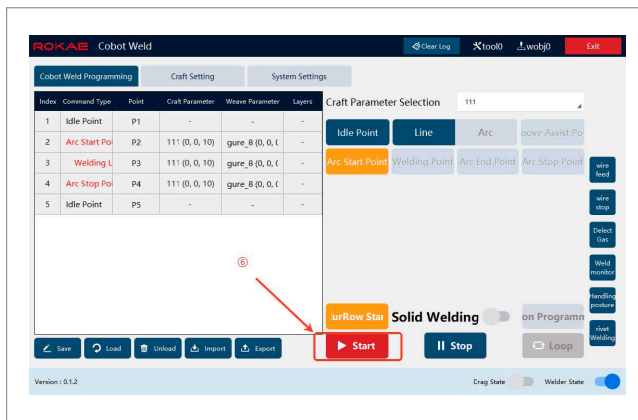 ROKAE Cobot Weld Clear Log tool0 wobj0 Exit
Cobot Weld Programming Craft Setting System Settings
Index Command Type Point Craft Parameter Weave Parameter Layers
Craft Parameter Selection 111
1 Idle Point P1 - - -
2 Arc Start Poi P2 111 (0, 0, 10) gure_8 (0, 0, ( -
3 Welding L P3 111 (0, 0, 10) gure_8 (0, 0, ( -
4 Arc Stop Poi P4 111 (0, 0, 10) gure_8 (0, 0, ( -
5 Idle Point P5 - - -
Idle Point Line Arc oove Assist Po
Arc Start Point Welding Point Arc End Point Arc Stop Point
wire
feed
wire
stop
Delect
Gas
Weld
monitor
Handling
posture
rivet
Welding
⑥
urRow Star Solid Welding on Programm
Start Stop Loop
Save Load Unload Import Export
Version : 0.1.2 Drag State Welder State